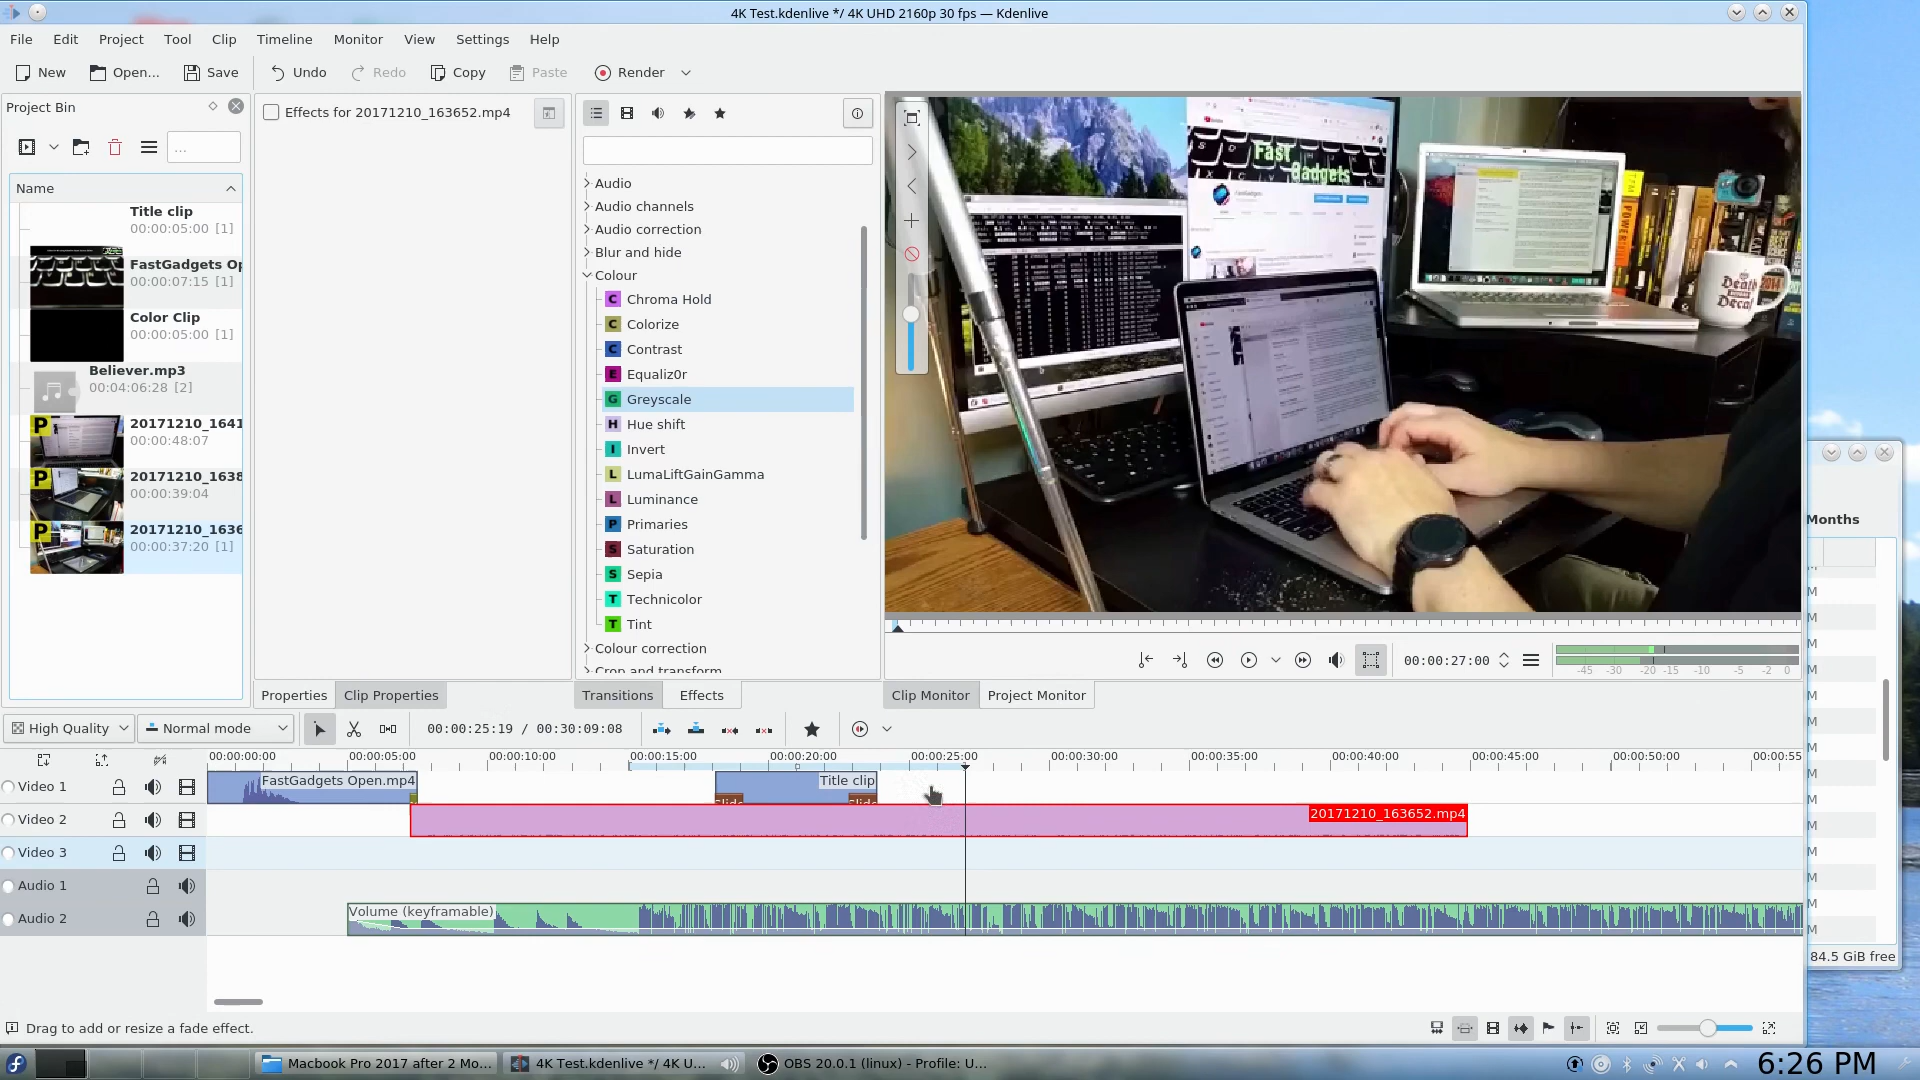 4K Test.kdenlive */ 4K UHD 2160p 30 fps — Kdenlive
File Edit Project Tool Clip Timeline Monitor View Settings Help
New Open... Save Undo Redo Copy Paste Render
Project Bin
...
Name
Title clip
00:00:05:00 [1]
FastGadgets Op
00:00:07:15 [1]
Color Clip
00:00:05:00 [1]
Believer.mp3
00:04:06:28 [2]
P
20171210_1641
00:00:48:07
P
20171210_1638
00:00:39:04
P
20171210_1636
00:00:37:20 [1]
Effects for 20171210_163652.mp4
Audio
Audio channels
Audio correction
Blur and hide
Colour
C Chroma Hold
C Colorize
C Contrast
E Equaliz0r
G Greyscale
H Hue shift
I Invert
L LumaLiftGainGamma
L Luminance
P Primaries
S Saturation
S Sepia
T Technicolor
T Tint
Colour correction
Crop and transform
Fast
Gadgets
Death
Decal
2014
00:00:27:00
-45 -30 -20 -15 -10 -5 -2 0
Properties Clip Properties Transitions Effects Clip Monitor Project Monitor
High Quality Normal mode 00:00:25:19 / 00:30:09:08
00:00:00:00 00:00:05:00 00:00:10:00 00:00:15:00 00:00:20:00 00:00:25:00 00:00:30:00 00:00:35:00 00:00:40:00 00:00:45:00 00:00:50:00 00:00:55
Video 1
FastGadgets Open.mp4
Title clip
Video 2
20171210_163652.mp4
Video 3
Audio 1
Audio 2
Volume (keyframable)
Months
84.5 GiB free
Drag to add or resize a fade effect.
Macbook Pro 2017 after 2 Mo...
4K Test.kdenlive */ 4K U...
OBS 20.0.1 (linux) - Profile: U...
6:26 PM